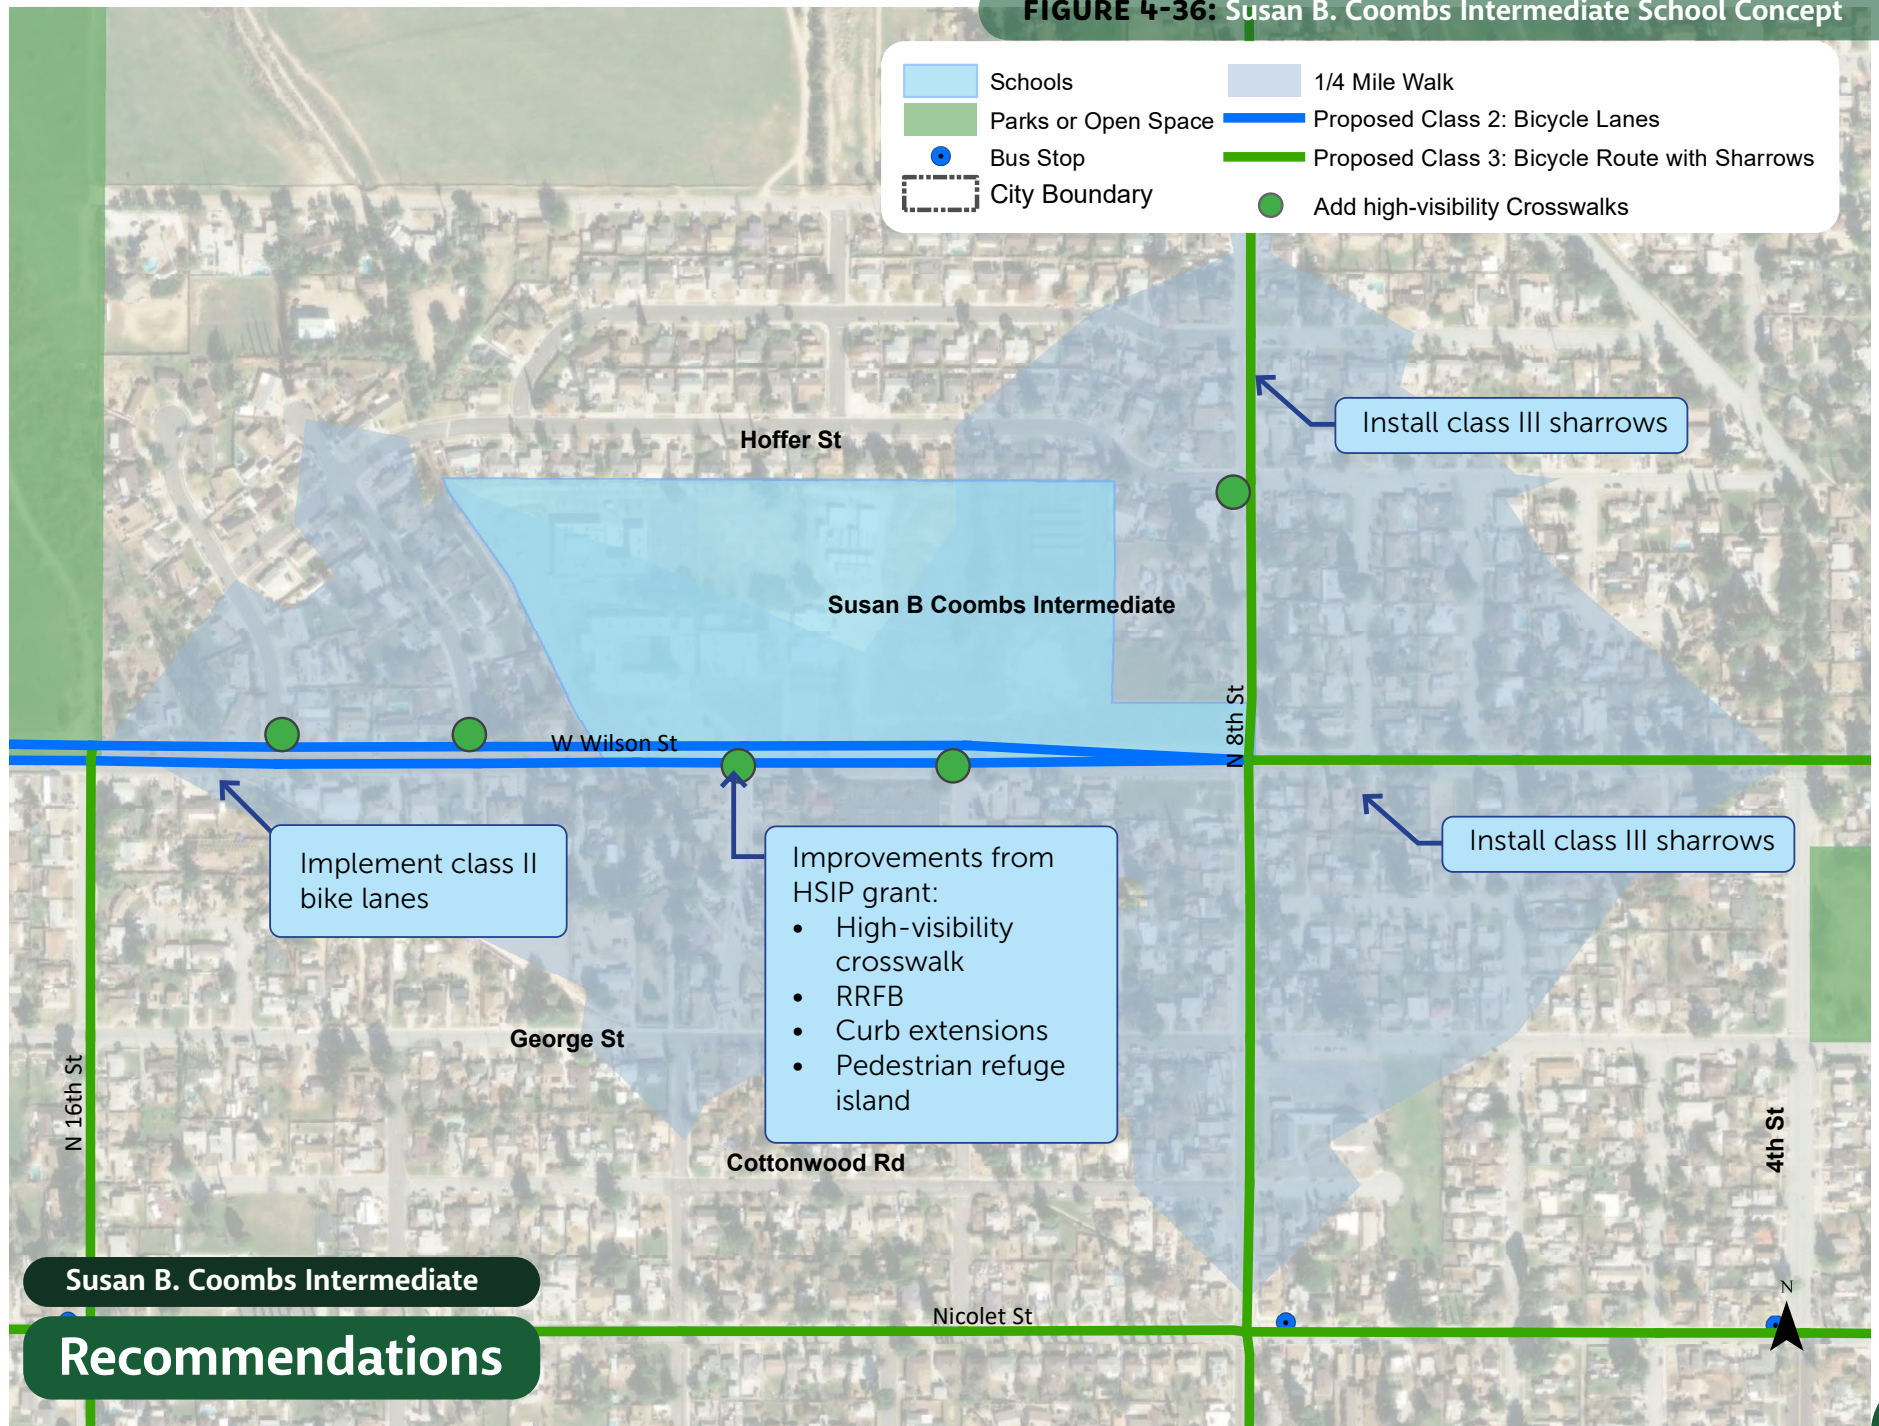 FIGURE 4-36: Susan B. Coombs Intermediate School Concept
Schools
Parks or Open Space
Bus Stop
City Boundary
1/4 Mile Walk
Proposed Class 2: Bicycle Lanes
Proposed Class 3: Bicycle Route with Sharrows
Add high-visibility Crosswalks
Install class III sharrows
Hoffer St
Susan B Coombs Intermediate
N 8th St
W Wilson St
Implement class II
bike lanes
Improvements from
HSIP grant:
• High-visibility
crosswalk
• RRFB
• Curb extensions
• Pedestrian refuge
island
Install class III sharrows
George St
N 16th St
Cottonwood Rd
4th St
Susan B. Coombs Intermediate
Recommendations
Nicolet St
N